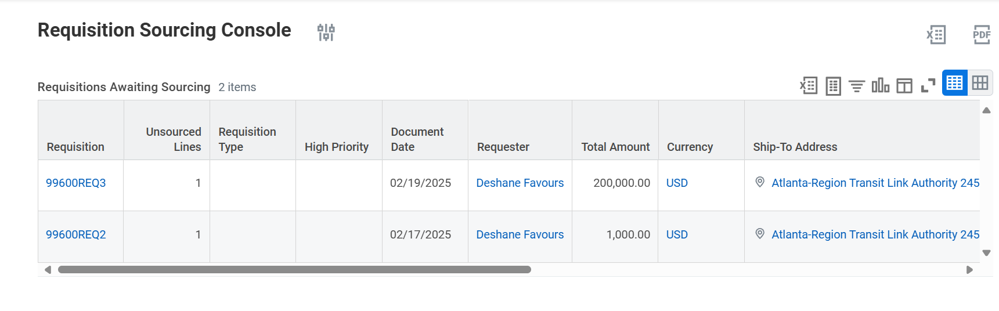 Requisition Sourcing Console
X
PDF
Requisitions Awaiting Sourcing 2 items
X
Requisition Unsourced Lines Requisition Type High Priority Document Date Requester Total Amount Currency Ship-To Address
99600REQ3 1 02/19/2025 Deshane Favours 200,000.00 USD Atlanta-Region Transit Link Authority 245
99600REQ2 1 02/17/2025 Deshane Favours 1,000.00 USD Atlanta-Region Transit Link Authority 245